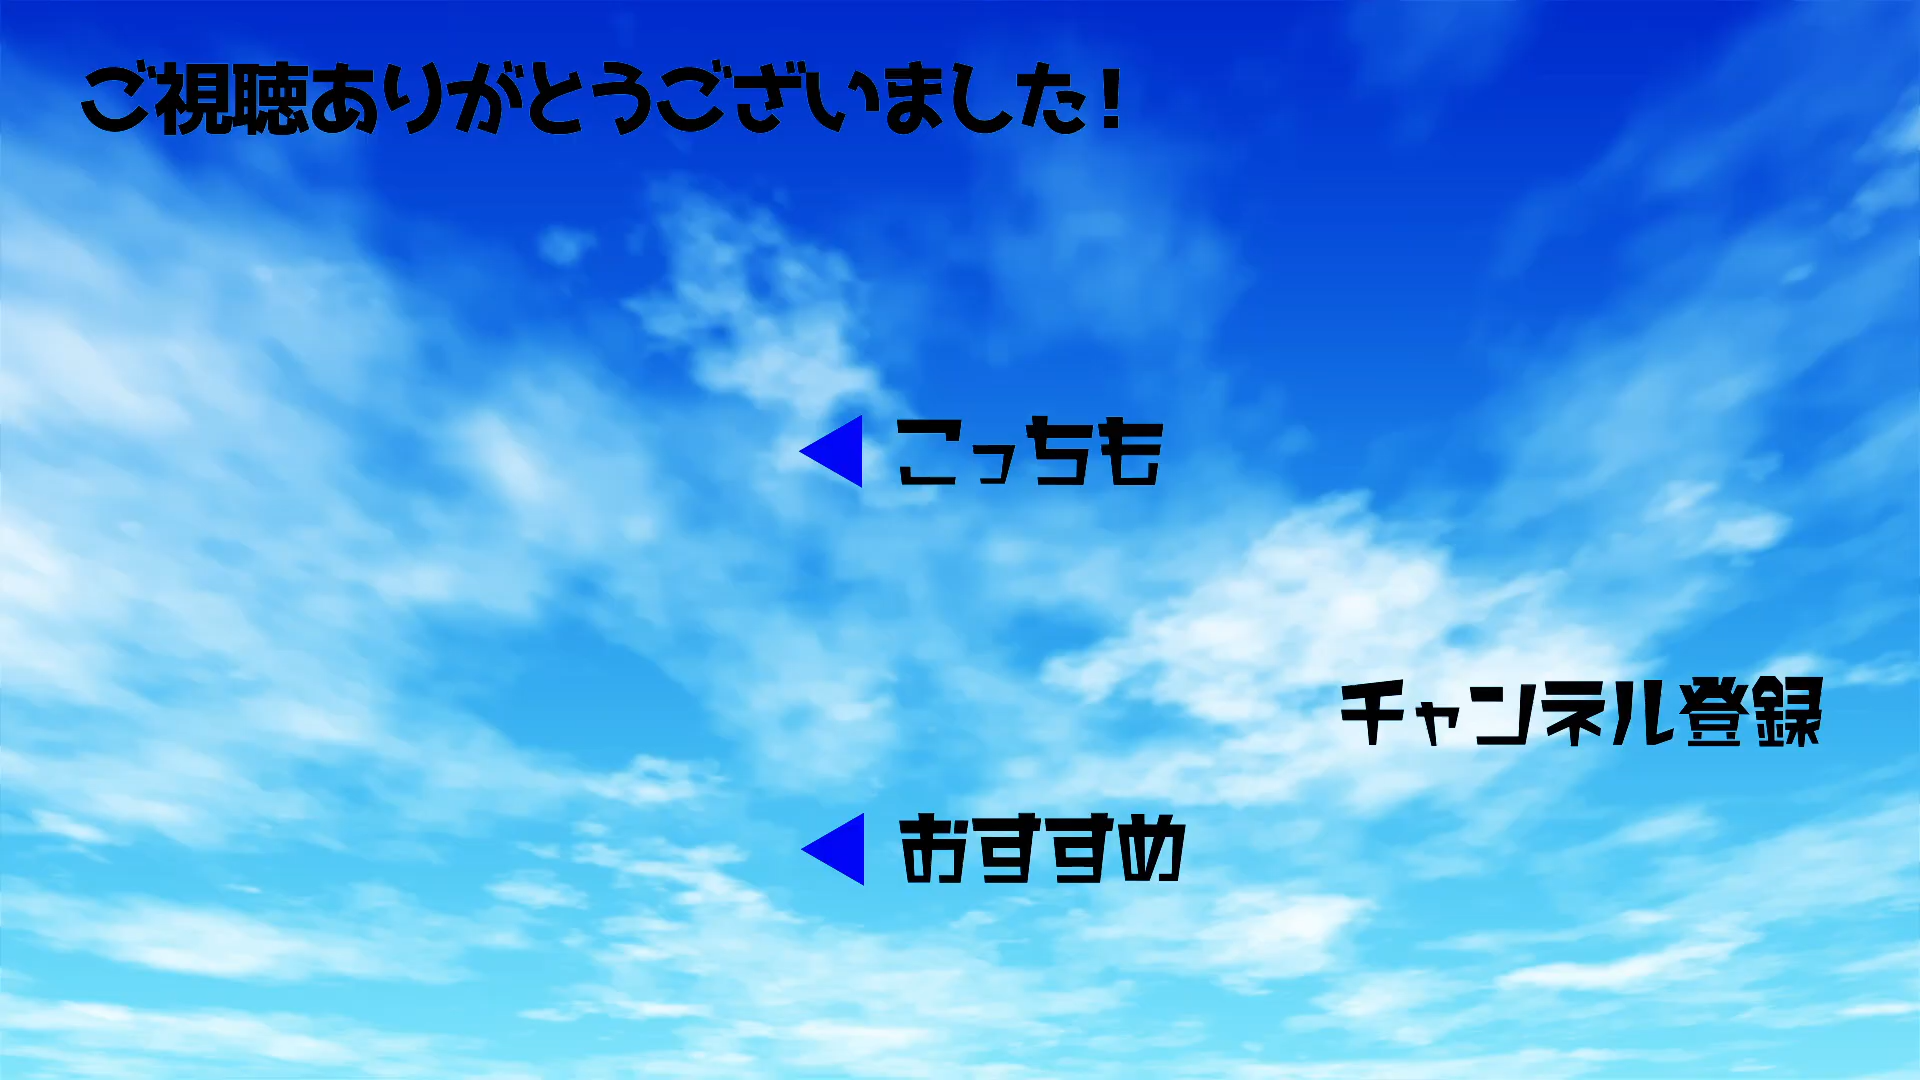 ご視聴ありがとうございました!
こっちも
チャンネル登録
おすすめ